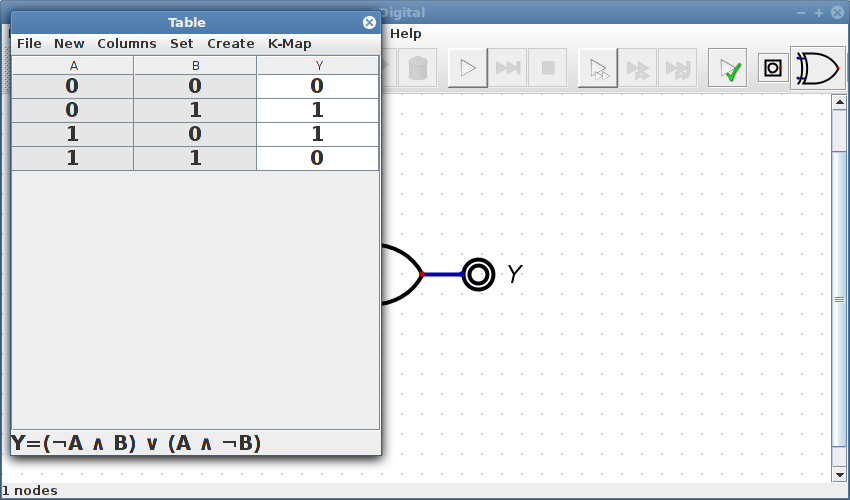 Digital
Table
Help
File New Columns Set Create K-Map
A B Y
0 0 0
0 1 1
1 0 1
1 1 0
Y
Y=(¬A ∧ B) ∨ (A ∧ ¬B)
1 nodes